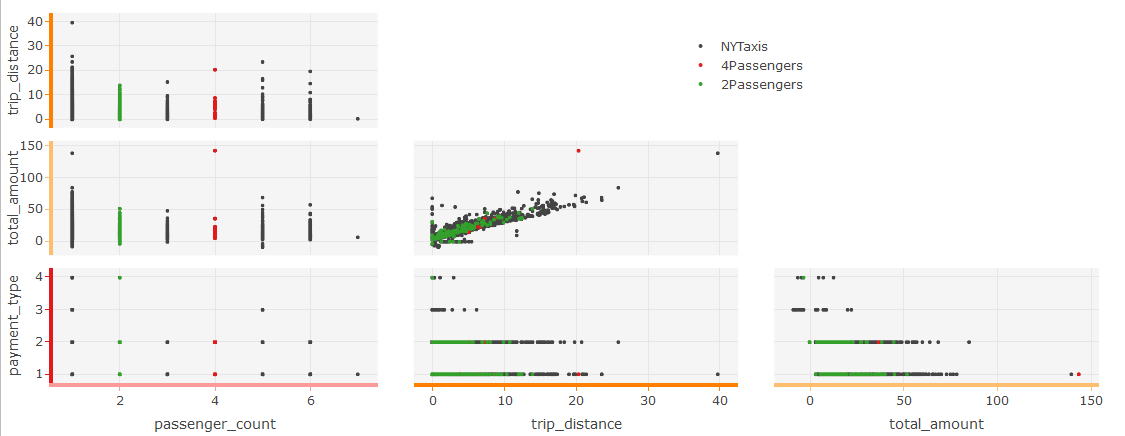 trip_distance
40
30
20
10
0
NYTaxis
4Passengers
2Passengers
total_amount
150
100
50
0
payment_type
4
3
2
1
2
4
6
0
10
20
30
40
0
50
100
150
passenger_count
trip_distance
total_amount